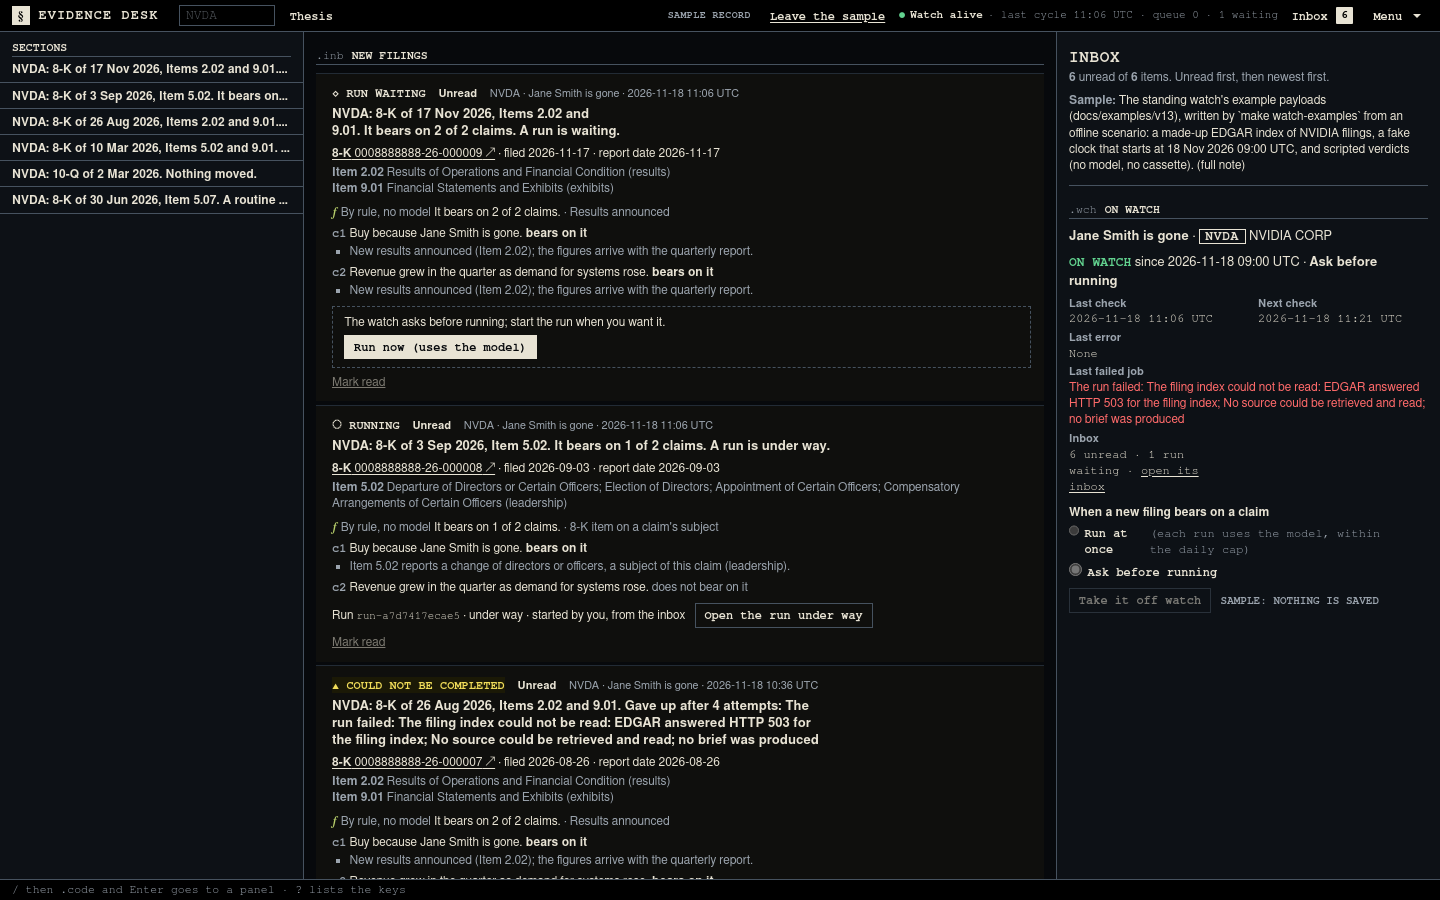 § EVIDENCE DESK NVDA Thesis SAMPLE RECORD Leave the sample ● Watch alive · last cycle 11:06 UTC · queue 0 · 1 waiting Inbox 6 Menu
SECTIONS
NVDA: 8-K of 17 Nov 2026, Items 2.02 and 9.01....
NVDA: 8-K of 3 Sep 2026, Item 5.02. It bears on...
NVDA: 8-K of 26 Aug 2026, Items 2.02 and 9.01....
NVDA: 8-K of 10 Mar 2026, Items 5.02 and 9.01. ...
NVDA: 10-Q of 2 Mar 2026. Nothing moved.
NVDA: 8-K of 30 Jun 2026, Item 5.07. A routine ...
.inb NEW FILINGS
◇ RUN WAITING Unread NVDA · Jane Smith is gone · 2026-11-18 11:06 UTC
NVDA: 8-K of 17 Nov 2026, Items 2.02 and
9.01. It bears on 2 of 2 claims. A run is waiting.
8-K 0008888888-26-000009 ↗ · filed 2026-11-17 · report date 2026-11-17
Item 2.02 Results of Operations and Financial Condition (results)
Item 9.01 Financial Statements and Exhibits (exhibits)
ƒ By rule, no model It bears on 2 of 2 claims. · Results announced
c1 Buy because Jane Smith is gone. bears on it
▪ New results announced (Item 2.02); the figures arrive with the quarterly report.
c2 Revenue grew in the quarter as demand for systems rose. bears on it
▪ New results announced (Item 2.02); the figures arrive with the quarterly report.
The watch asks before running; start the run when you want it.
Run now (uses the model)
Mark read
○ RUNNING Unread NVDA · Jane Smith is gone · 2026-11-18 11:06 UTC
NVDA: 8-K of 3 Sep 2026, Item 5.02. It bears on 1 of 2 claims. A run is under way.
8-K 0008888888-26-000008 ↗ · filed 2026-09-03 · report date 2026-09-03
Item 5.02 Departure of Directors or Certain Officers; Election of Directors; Appointment of Certain Officers; Compensatory
Arrangements of Certain Officers (leadership)
ƒ By rule, no model It bears on 1 of 2 claims. · 8-K item on a claim's subject
c1 Buy because Jane Smith is gone. bears on it
▪ Item 5.02 reports a change of directors or officers, a subject of this claim (leadership).
c2 Revenue grew in the quarter as demand for systems rose. does not bear on it
Run run-a7d7417ecae5 · under way · started by you, from the inbox Open the run under way
Mark read
▲ COULD NOT BE COMPLETED Unread NVDA · Jane Smith is gone · 2026-11-18 10:36 UTC
NVDA: 8-K of 26 Aug 2026, Items 2.02 and 9.01. Gave up after 4 attempts: The
run failed: The filing index could not be read: EDGAR answered HTTP 503 for
the filing index; No source could be retrieved and read; no brief was produced
8-K 0008888888-26-000007 ↗ · filed 2026-08-26 · report date 2026-08-26
Item 2.02 Results of Operations and Financial Condition (results)
Item 9.01 Financial Statements and Exhibits (exhibits)
ƒ By rule, no model It bears on 2 of 2 claims. · Results announced
c1 Buy because Jane Smith is gone. bears on it
▪ New results announced (Item 2.02); the figures arrive with the quarterly report.
c2 Revenue grew in the quarter as demand for systems rose. bears on it
INBOX
6 unread of 6 items. Unread first, then newest first.
Sample: The standing watch's example payloads
(docs/examples/v13), written by `make watch-examples` from an
offline scenario: a made-up EDGAR index of NVIDIA filings, a fake
clock that starts at 18 Nov 2026 09:00 UTC, and scripted verdicts
(no model, no cassette). (full note)
.wch ON WATCH
Jane Smith is gone · NVDA NVIDIA CORP
ON WATCH since 2026-11-18 09:00 UTC · Ask before
running
Last check Next check
2026-11-18 11:06 UTC 2026-11-18 11:21 UTC
Last error
None
Last failed job
The run failed: The filing index could not be read: EDGAR answered
HTTP 503 for the filing index; No source could be retrieved and read;
no brief was produced
Inbox
6 unread · 1 run
waiting · open its
inbox
When a new filing bears on a claim
Run at (each run uses the model, within
once the daily cap)
Ask before running
Take it off watch SAMPLE: NOTHING IS SAVED
/ then .code and Enter goes to a panel · ? lists the keys